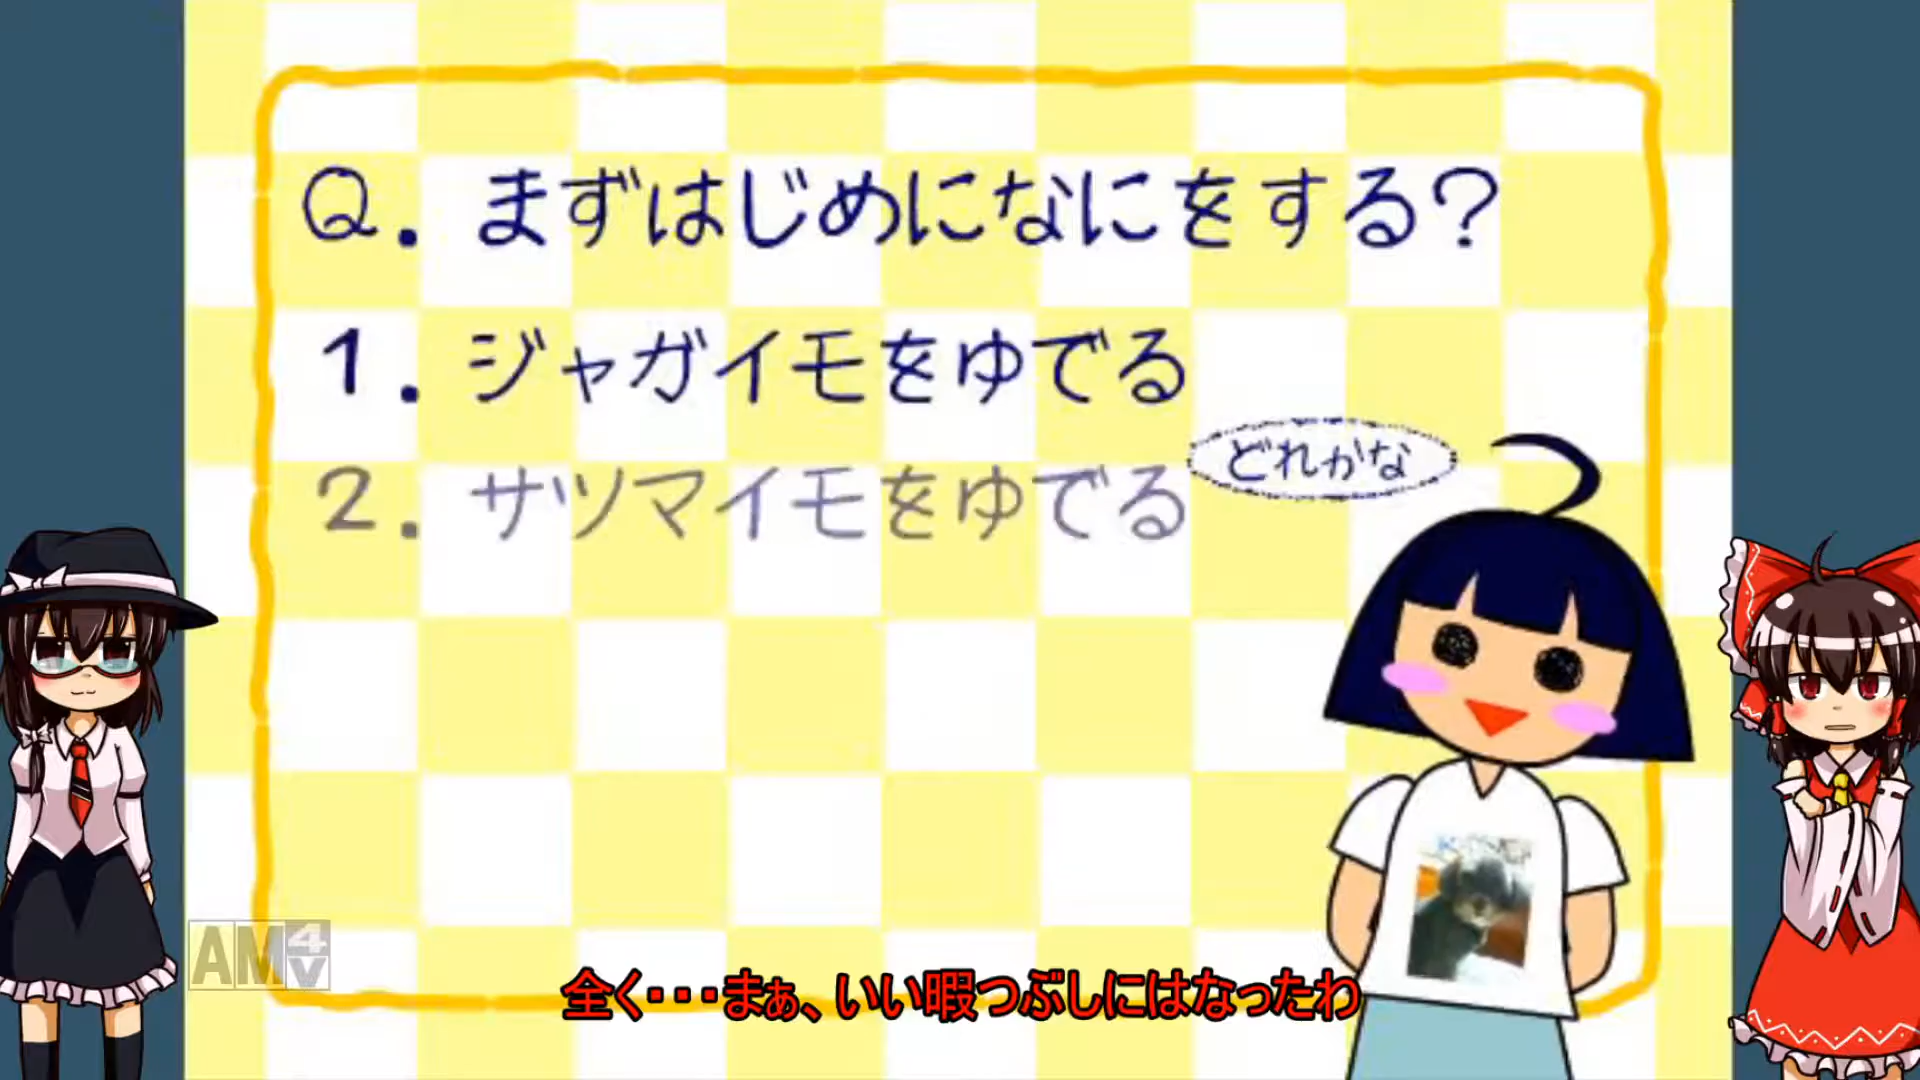 Q. まずはじめになにをする？
1. ジャガイモをゆでる
どれかな
2. サツマイモをゆでる
AM4V
全く・・・まぁ、いい暇つぶしにはなったわ